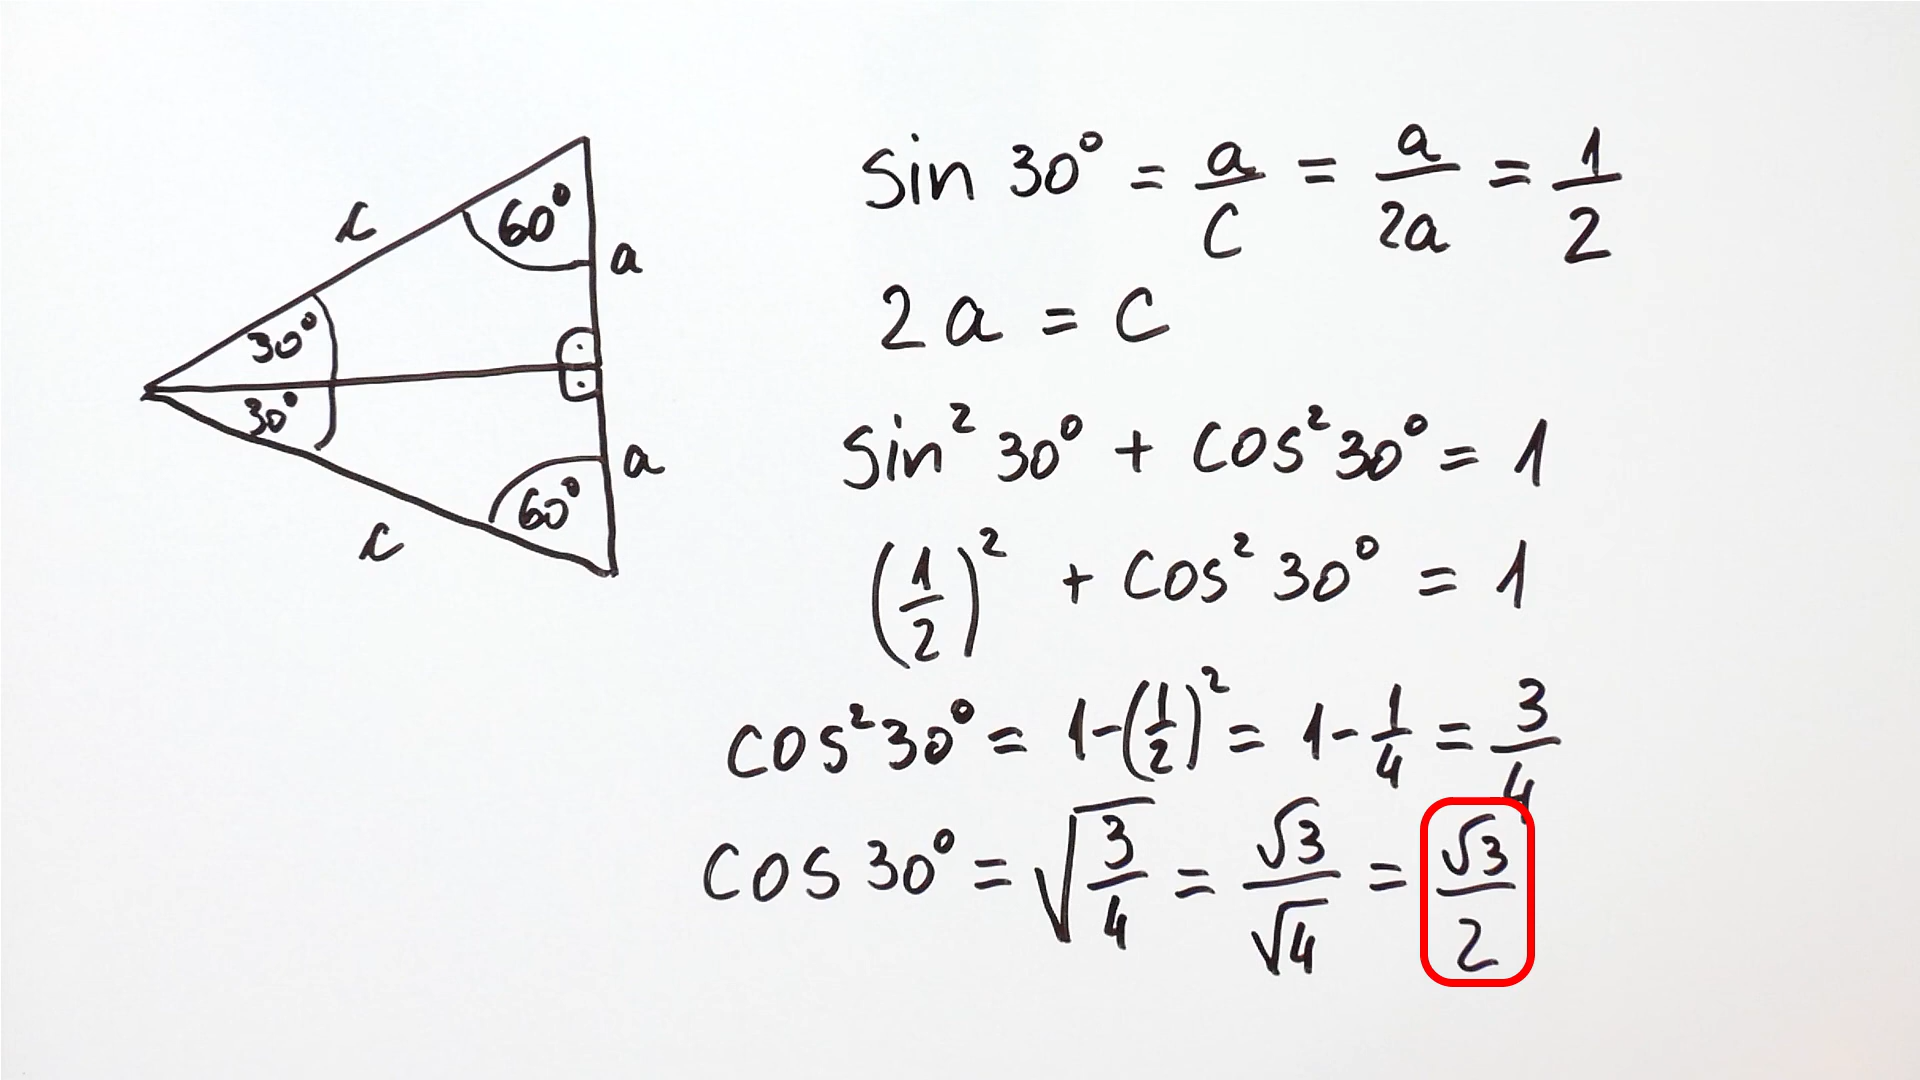 c
60°
a
30°
30°
a
60°
c
sin 30° = a/c = a/2a = 1/2
2a = c
sin² 30° + cos² 30° = 1
(1/2)² + cos² 30° = 1
cos² 30° = 1-(1/2)² = 1-1/4 = 3/4
cos 30° = √(3/4) = √3/√4 = √3/2